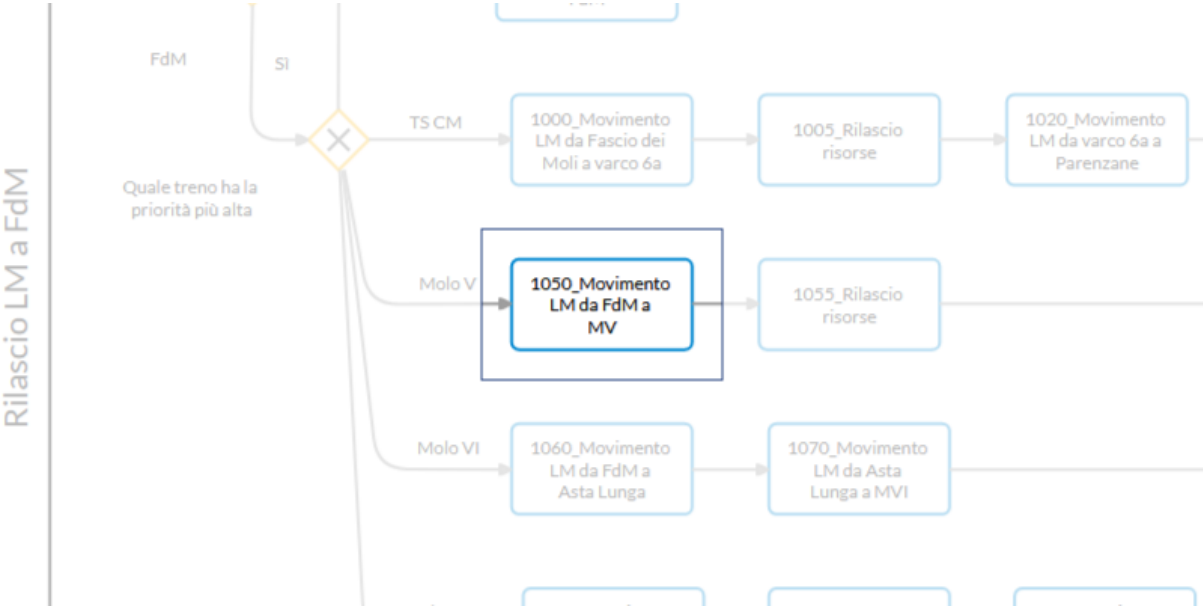 FdM
Sì
Rilascio LM a FdM
Quale treno ha la
priorità più alta
TS CM
1000_Movimento
LM da Fascio dei
Moli a varco 6a
1005_Rilascio
risorse
1020_Movimento
LM da varco 6a a
Parenzane
Molo V
1050_Movimento
LM da FdM a
MV
1055_Rilascio
risorse
Molo VI
1060_Movimento
LM da FdM a
Asta Lunga
1070_Movimento
LM da Asta
Lunga a MVI